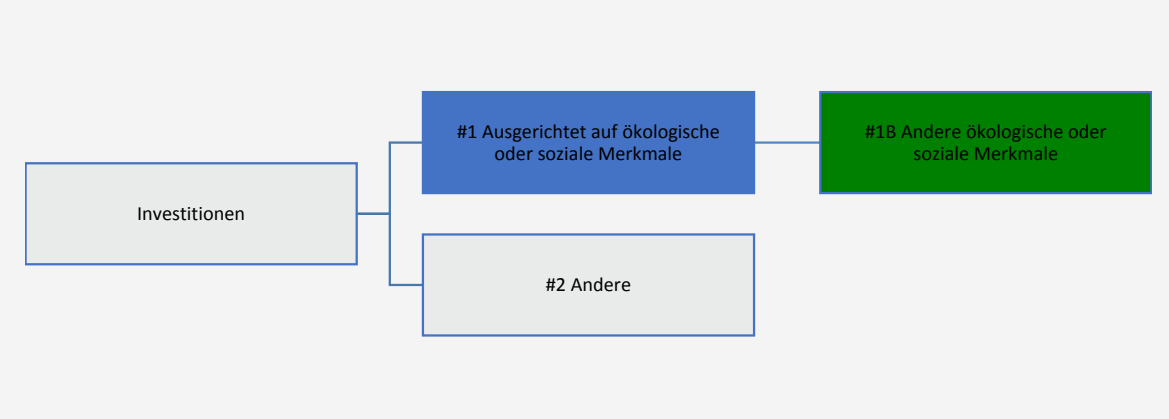 Investitionen
#1 Ausgerichtet auf ökologische
oder soziale Merkmale
#2 Andere
#1B Andere ökologische oder
soziale Merkmale